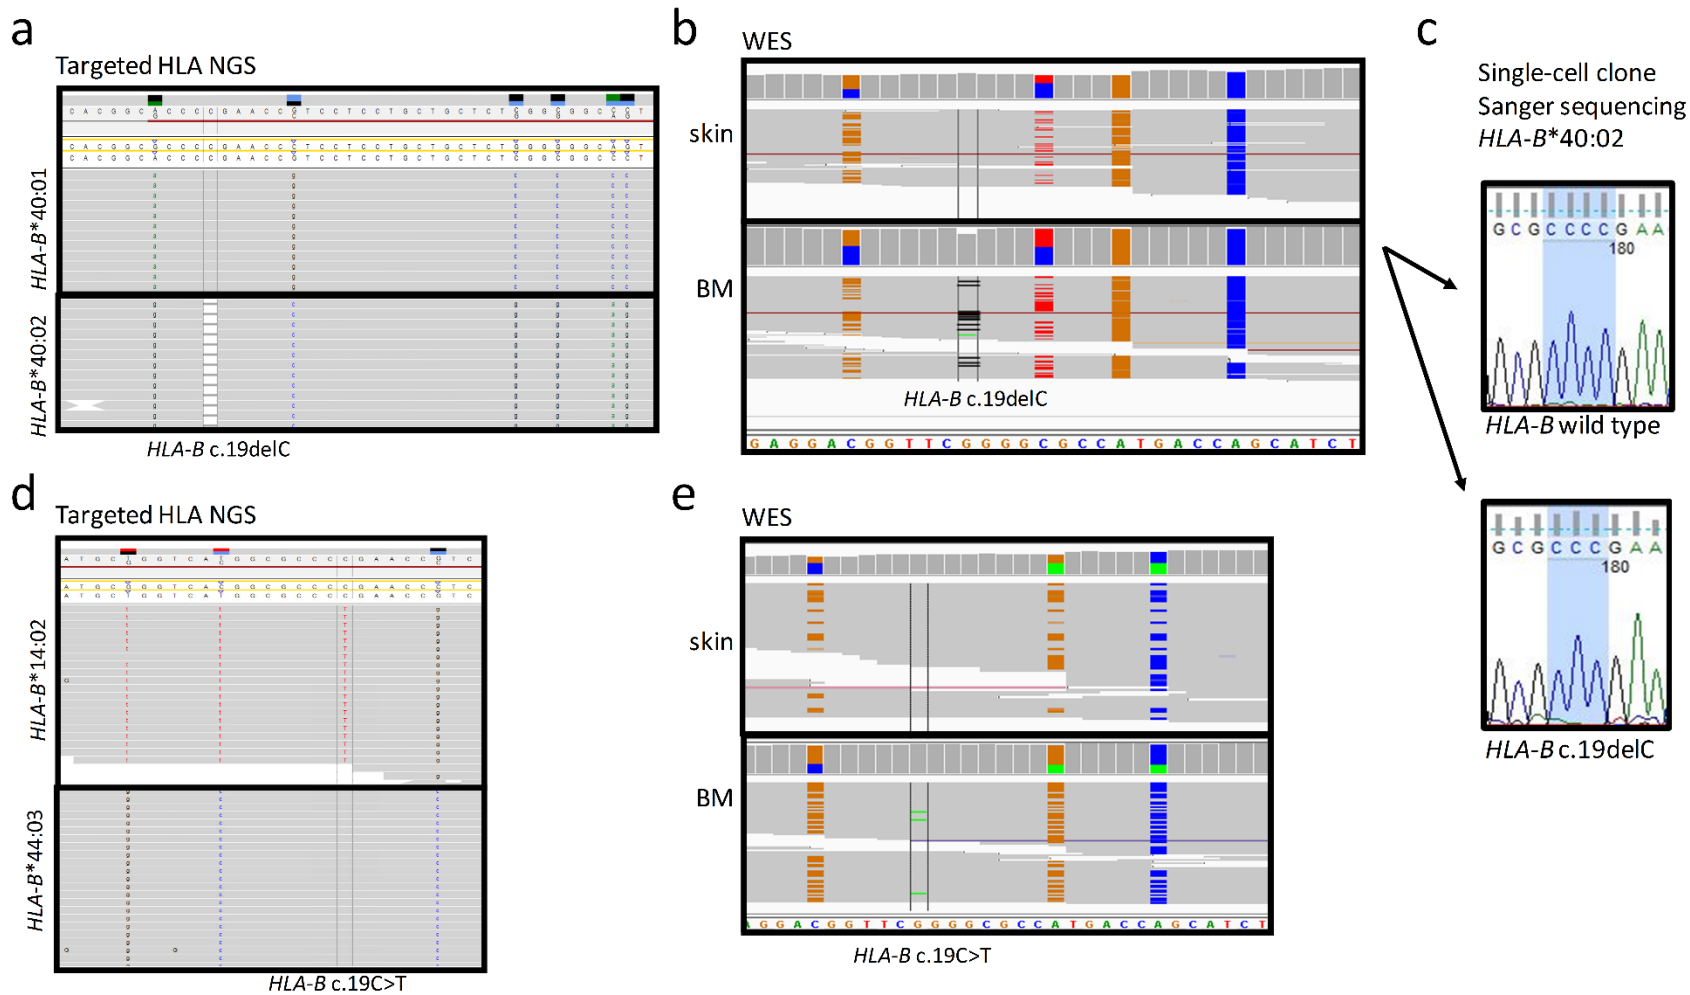 a
Targeted HLA NGS
C A C G G C A C C C C G A A C C G T C C T C C T G C T G C T C T C G G C G G C C C T
G C G G A G
C A C G G C G C C C C G A A C C C T C C T C C T G C T G C T C T G G G G G G C A G T
C A C G G C A C C C C G A A C C G T C C T C C T G C T G C T C T C G G C G G C C C T
HLA-B*40:01
HLA-B*40:02
HLA-B c.19delC
b
WES
skin
BM
HLA-B c.19delC
G A G G A C G G T T C G G G G C G C C A T G A C C A G C A T C T
c
Single-cell clone
Sanger sequencing
HLA-B*40:02
G C G C C C C G A A
180
HLA-B wild type
G C G C C C G A A
180
HLA-B c.19delC
d
Targeted HLA NGS
A T G C T G G T C A T G G C G C C C C G A A C C G T C
G C C
A T G C G G G T C A C G G C G C C C C G A A C C C T C
A T G C T G G T C A T G G C G C C C C G A A C C G T C
HLA-B*14:02
HLA-B*44:03
HLA-B c.19C>T
e
WES
skin
BM
A G G A C G G T T C G G G G C G C C A T G A C C A G C A T C T
HLA-B c.19C>T